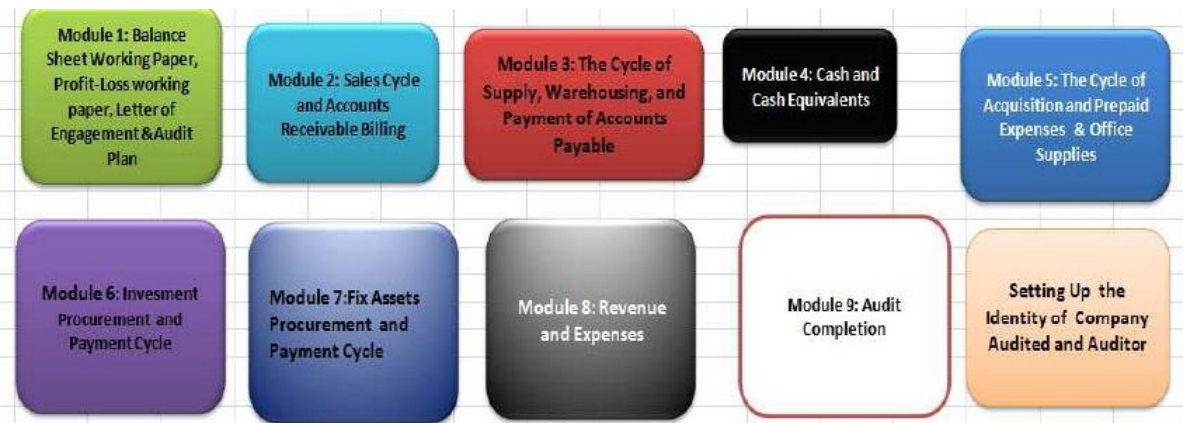 Module 1: Balance
Sheet Working Paper,
Profit-Loss working
paper, Letter of
Engagement &Audit
Plan
Module 2: Sales Cycle
and Accounts
Receivable Billing
Module 3: The Cycle of
Supply, Warehousing, and
Payment of Accounts
Payable
Module 4: Cash and
Cash Equivalents
Module 5: The Cycle of
Acquisition and Prepaid
Expenses & Office
Supplies
Module 6: Invesment
Procurement and
Payment Cycle
Module 7:Fix Assets
Procurement and
Payment Cycle
Module 8: Revenue
and Expenses
Module 9: Audit
Completion
Setting Up the
Identity of Company
Audited and Auditor